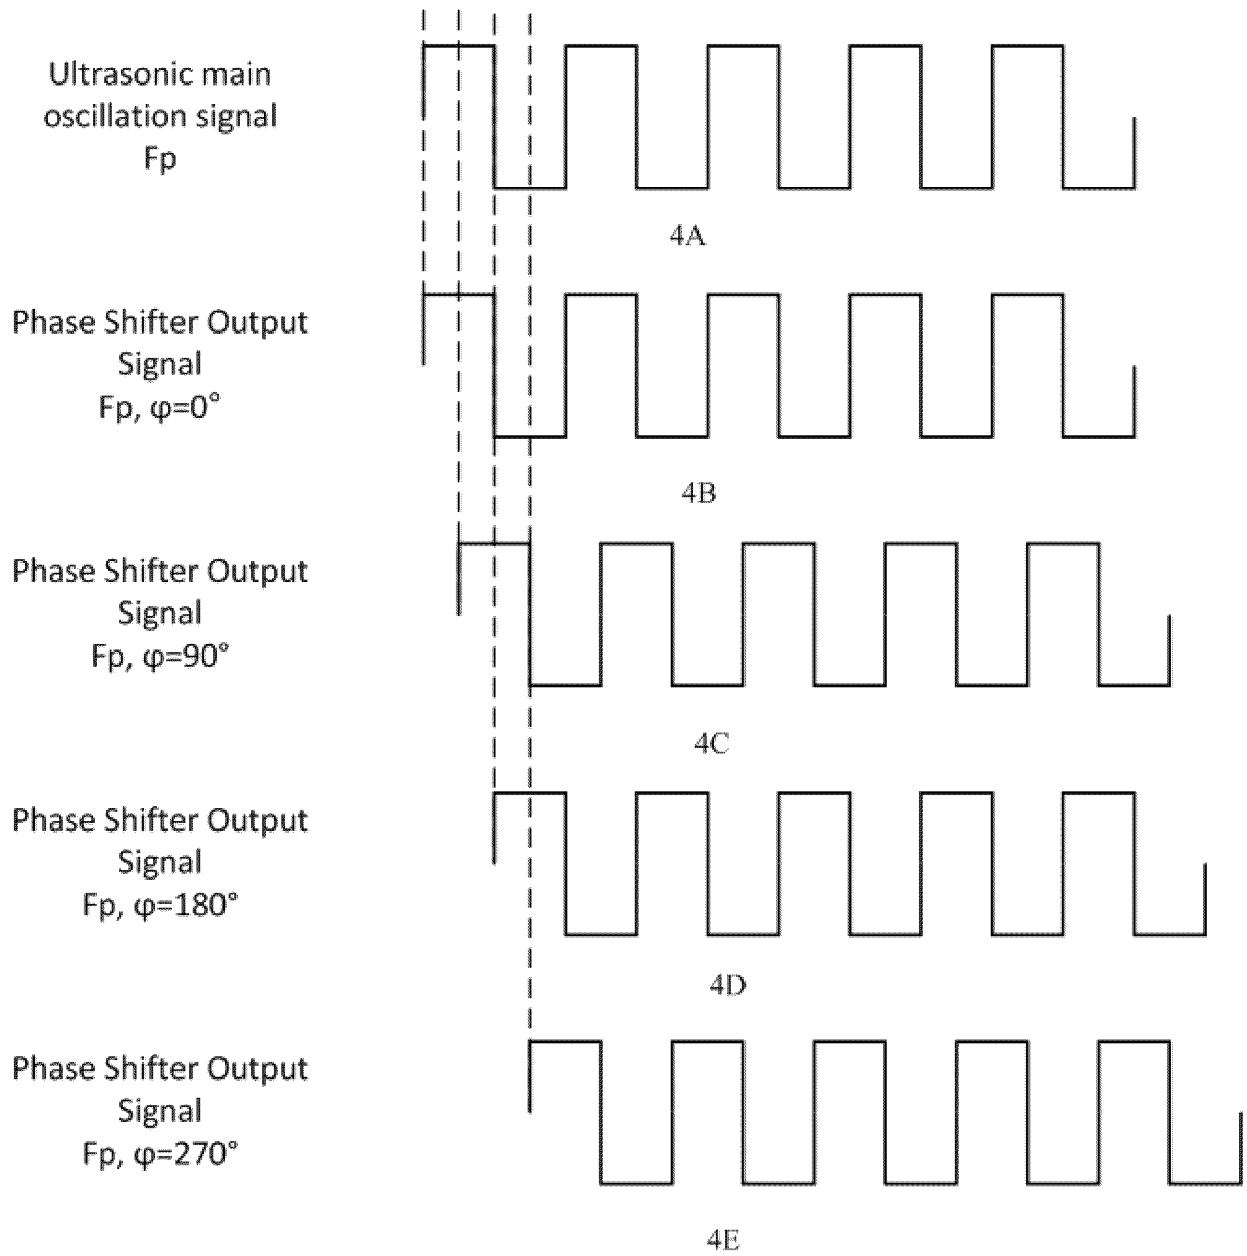 Ultrasonic main
oscillation signal
Fp
4A
Phase Shifter Output
Signal
Fp, φ=0°
4B
Phase Shifter Output
Signal
Fp, φ=90°
4C
Phase Shifter Output
Signal
Fp, φ=180°
4D
Phase Shifter Output
Signal
Fp, φ=270°
4E